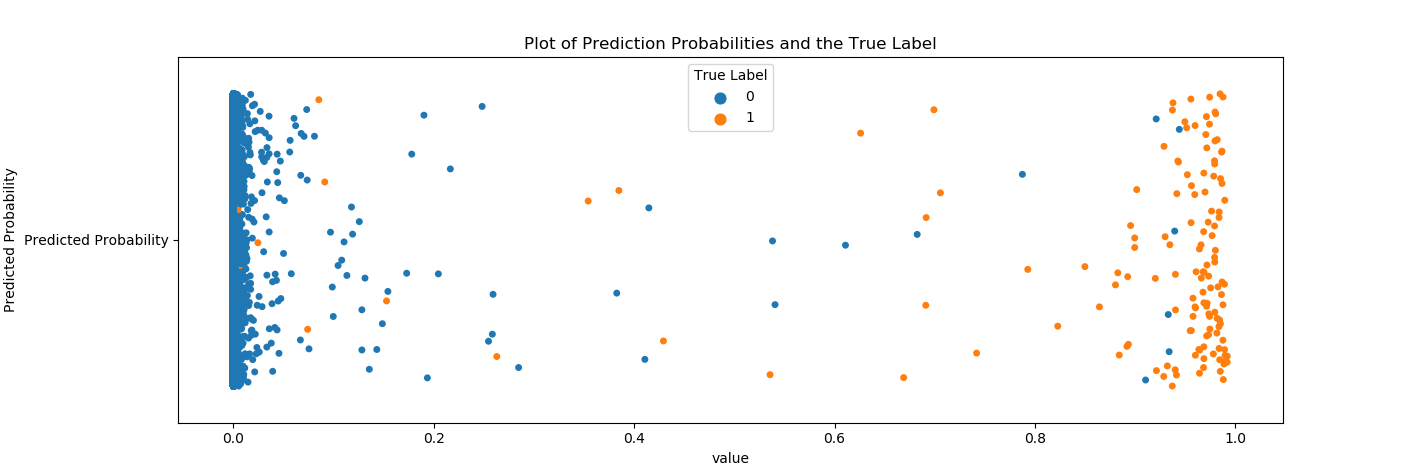 Plot of Prediction Probabilities and the True Label
True Label
0
1
Predicted Probability
Predicted Probability
0.0
0.2
0.4
0.6
0.8
1.0
value